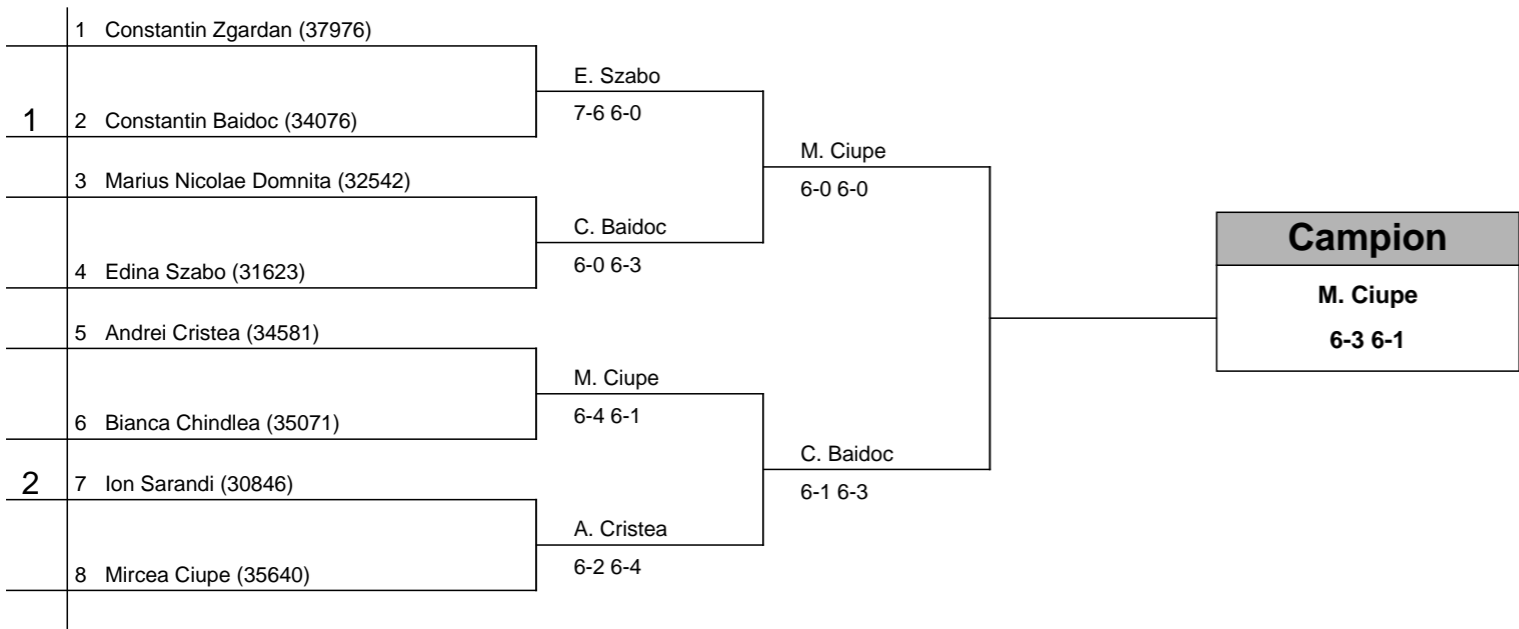 1 Constantin Zgardan (37976)
E. Szabo
7-6 6-0
1 2 Constantin Baidoc (34076)
M. Ciupe
6-0 6-0
3 Marius Nicolae Domnita (32542)
C. Baidoc
6-0 6-3
4 Edina Szabo (31623)
Campion
M. Ciupe
6-3 6-1
5 Andrei Cristea (34581)
M. Ciupe
6-4 6-1
6 Bianca Chindlea (35071)
C. Baidoc
6-1 6-3
2 7 Ion Sarandi (30846)
A. Cristea
6-2 6-4
8 Mircea Ciupe (35640)